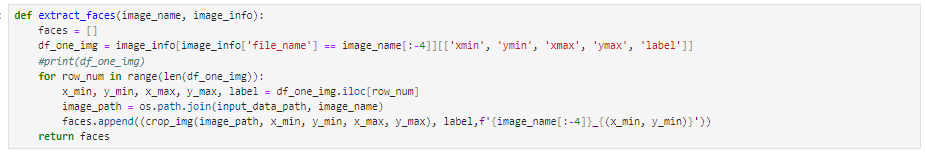 def extract_faces(image_name, image_info):
    faces = []
    df_one_img = image_info[image_info['file_name'] == image_name[:-4]][['xmin', 'ymin', 'xmax', 'ymax', 'label']]
    #print(df_one_img)
    for row_num in range(len(df_one_img)):
        x_min, y_min, x_max, y_max, label = df_one_img.iloc[row_num]
        image_path = os.path.join(input_data_path, image_name)
        faces.append((crop_img(image_path, x_min, y_min, x_max, y_max), label,f'{image_name[:-4]}_{(x_min, y_min)}'))
    return faces